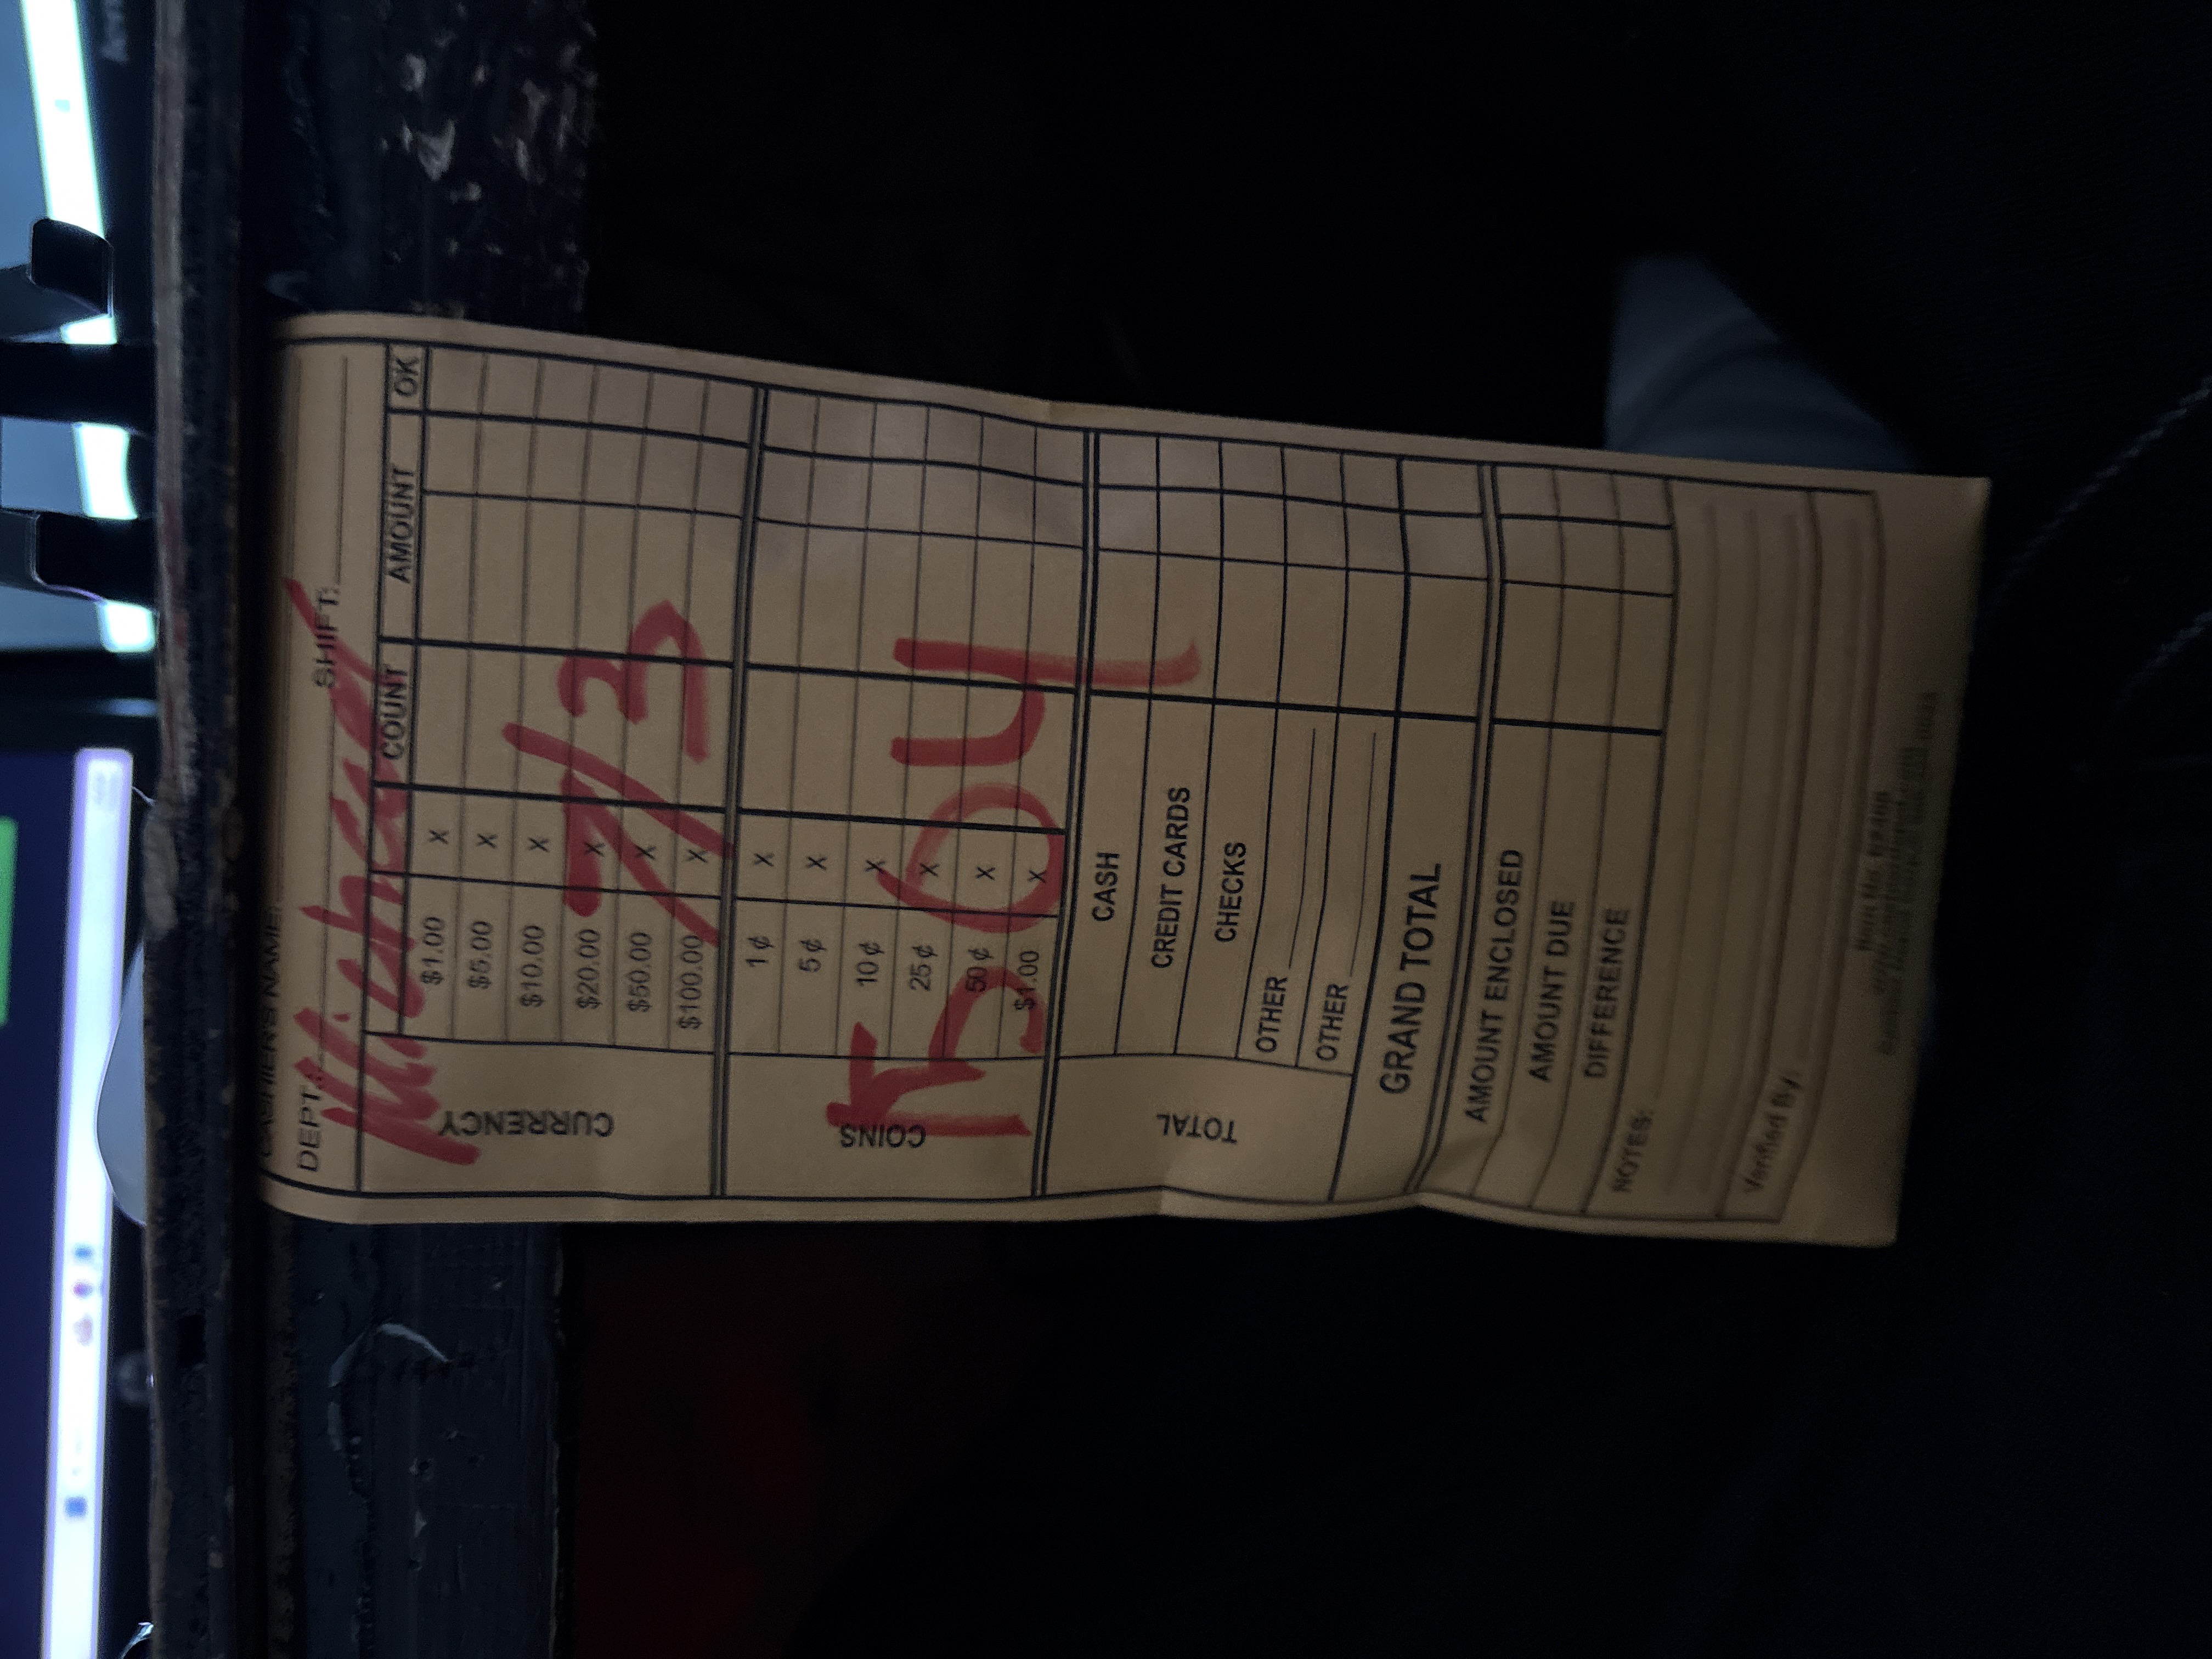 CASHIER'S NAME:
DEPT.: SHIFT:
Michael
COUNT AMOUNT OK
CURRENCY
$1.00 X
$5.00 X
$10.00 X
$20.00 X
$50.00 X
$100.00 X
7/3
COINS
1¢ X
5¢ X
10¢ X
25¢ X
50¢ X
$1.00 X
504
TOTAL
CASH
CREDIT CARDS
CHECKS
OTHER
OTHER
GRAND TOTAL
AMOUNT ENCLOSED
AMOUNT DUE
DIFFERENCE
NOTES:
Verified By: